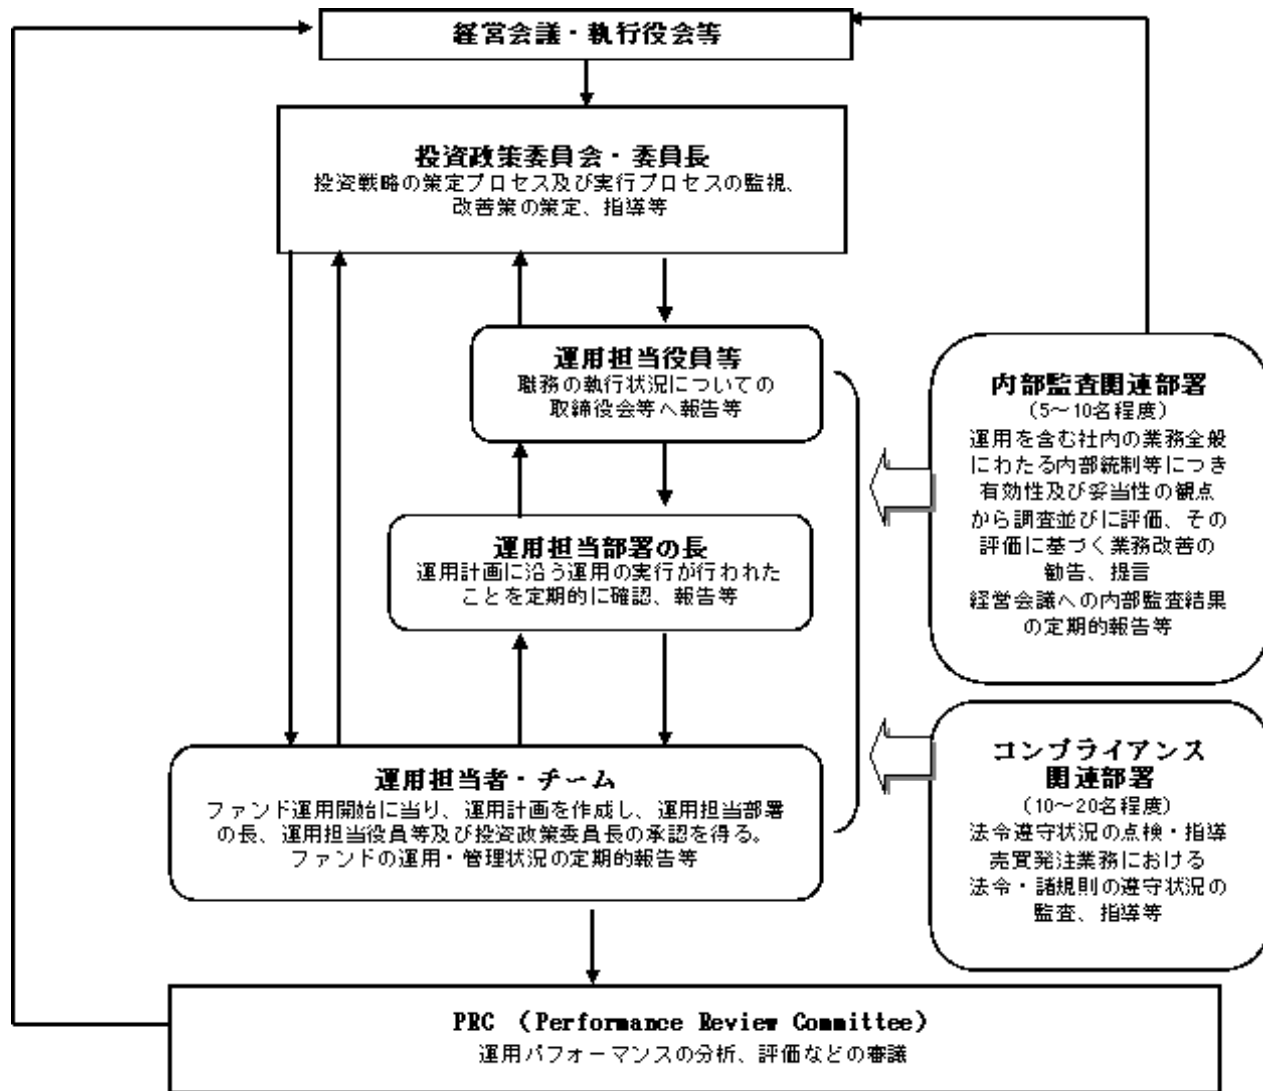 経営会議・執行役会等
投資政策委員会・委員長
投資戦略の策定プロセス及び実行プロセスの監視、
改善策の策定、指導等
運用担当役員等
職務の執行状況についての
取締役会等へ報告等
運用担当部署の長
運用計画に沿う運用の実行が行われた
ことを定期的に確認、報告等
運用担当者・チーム
ファンド運用開始に当り、運用計画を作成し、運用担当部署
の長、運用担当役員等及び投資政策委員長の承認を得る。
ファンドの運用・管理状況の定期的報告等
内部監査関連部署
(5~10名程度)
運用を含む社内の業務全般
にわたる内部統制等につき
有効性及び妥当性の観点
から調査並びに評価、その
評価に基づく業務改善の
勧告、提言
経営会議への内部監査結果
の定期的報告等
コンプライアンス
関連部署
(10~20名程度)
法令遵守状況の点検・指導
売買発注業務における
法令・諸規則の遵守状況の
監査、指導等
PRC (Performance Review Committee)
運用パフォーマンスの分析、評価などの審議